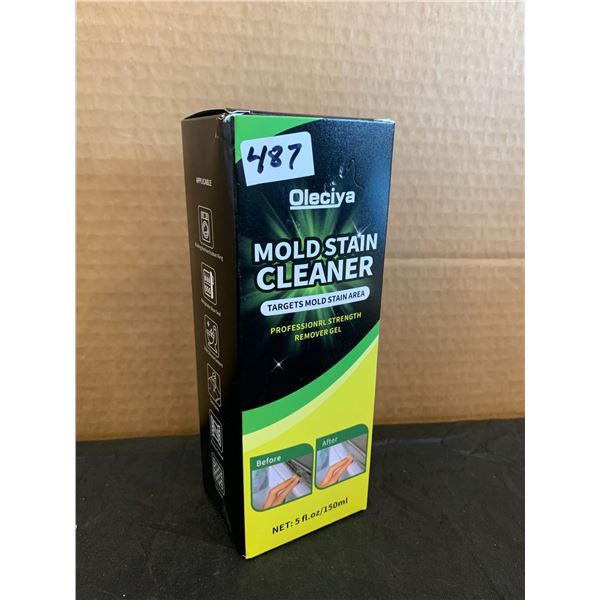 487
Oleciya
MOLD STAIN
CLEANER
TARGETS MOLD STAIN AREA
PROFESSIONRL STRENGTH
REMOVER GEL
Before
After
NET: 5 fl.oz/150ml
APPLICABLE